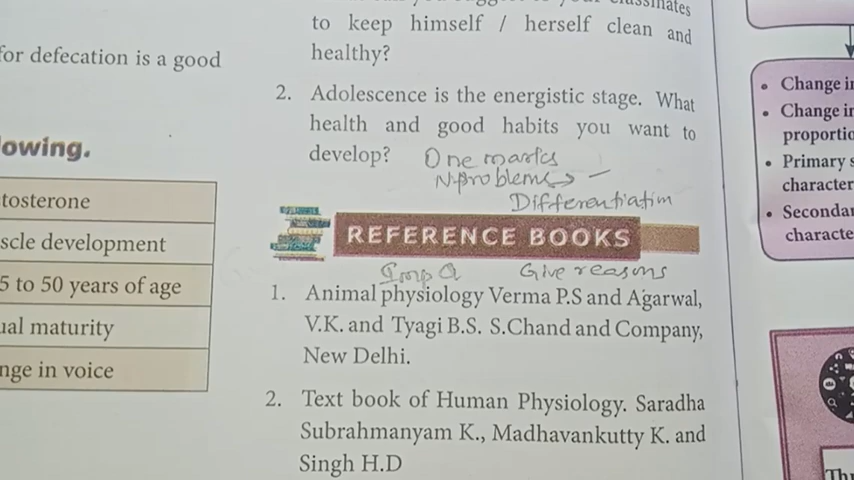 for defecation is a good
owing.
tosterone
scle development
5 to 50 years of age
ual maturity
nge in voice
to keep himself / herself clean and
healthy?
2. Adolescence is the energistic stage. What
health and good habits you want to
develop?
One marks
N.problems
Differentiation
REFERENCE BOOKS
Imp Q
Give reasons
1. Animal physiology Verma P.S and Agarwal,
V.K. and Tyagi B.S. S.Chand and Company,
New Delhi.
2. Text book of Human Physiology. Saradha
Subrahmanyam K., Madhavankutty K. and
Singh H.D
• Change in
• Change in
proportio
• Primary s
character
• Secondar
characte